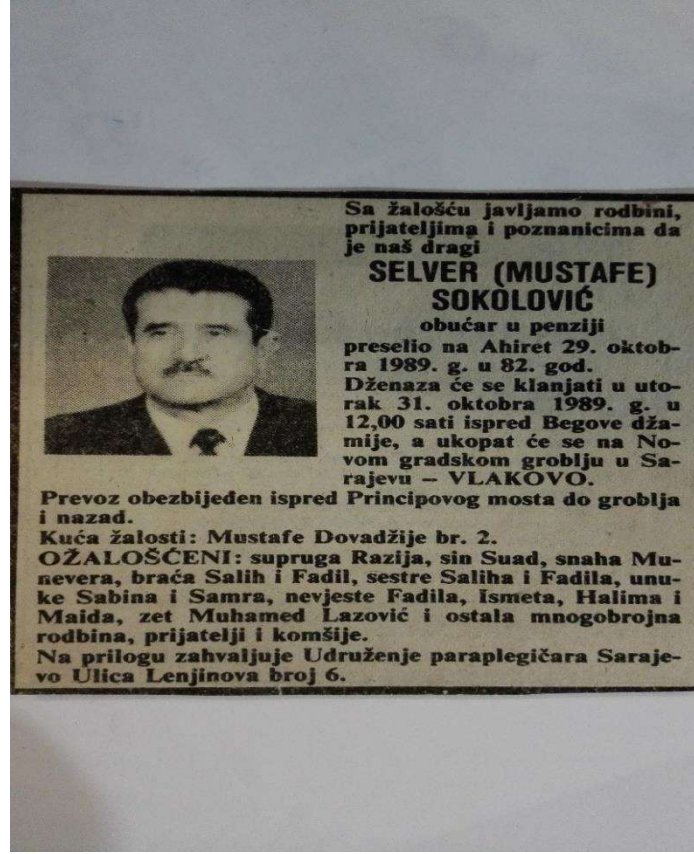 Sa žalošću javljamo rodbini,
prijateljima i poznanicima da
je naš dragi
SELVER (MUSTAFE)
SOKOLOVIĆ
obućar u penziji
preselio na Ahiret 29. oktob-
ra 1989. g. u 82. god.
Dženaza će se klanjati u uto-
rak 31. oktobra 1989. g. u
12,00 sati ispred Begove dža-
mije, a ukopat će se na No-
vom gradskom groblju u Sa-
rajevu — VLAKOVO.
Prevoz obezbijeđen ispred Principovog mosta do groblja
i nazad.
Kuća žalosti: Mustafe Dovadžije br. 2.
OŽALOŠĆENI: supruga Razija, sin Suad, snaha Mu-
nevera, braća Salih i Fadil, sestre Saliha i Fadila, unu-
ke Sabina i Samra, nevjeste Fadila, Ismeta, Halima i
Maida, zet Muhamed Lazović i ostala mnogobrojna
rodbina, prijatelji i komšije.
Na prilogu zahvaljuje Udruženje paraplegičara Saraje-
vo Ulica Lenjinova broj 6.